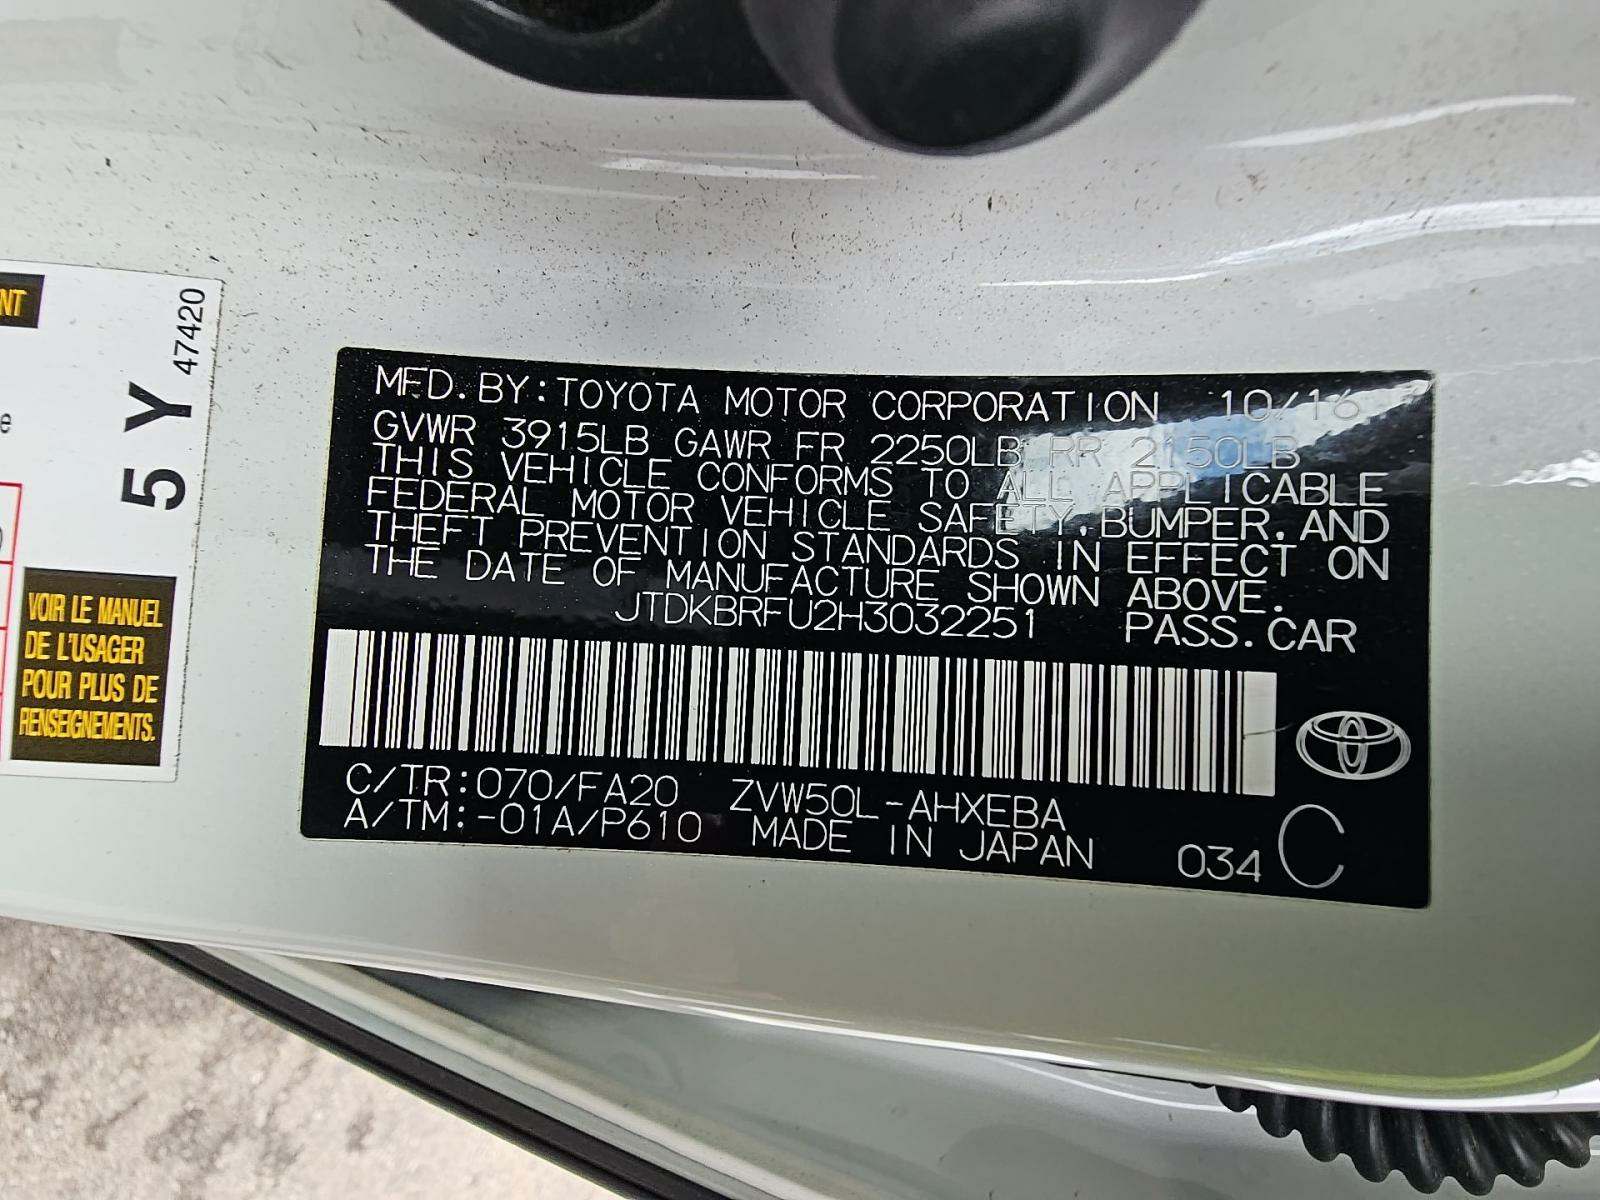 NT
e
5 Y
47420
VOIR LE MANUEL
DE L'USAGER
POUR PLUS DE
RENSEIGNEMENTS.
MFD. BY: TOYOTA MOTOR CORPORATION 10/16
GVWR 3915LB GAWR FR 2250LB RR 2150LB
THIS VEHICLE CONFORMS TO ALL APPLICABLE
FEDERAL MOTOR VEHICLE SAFETY, BUMPER, AND
THEFT PREVENTION STANDARDS IN EFFECT ON
THE DATE OF MANUFACTURE SHOWN ABOVE.
JTDKBRFU2H3032251 PASS. CAR
C/TR: 070/FA20 ZVW50L-AHXEBA
A/TM: -01A/P610 MADE IN JAPAN 034 C